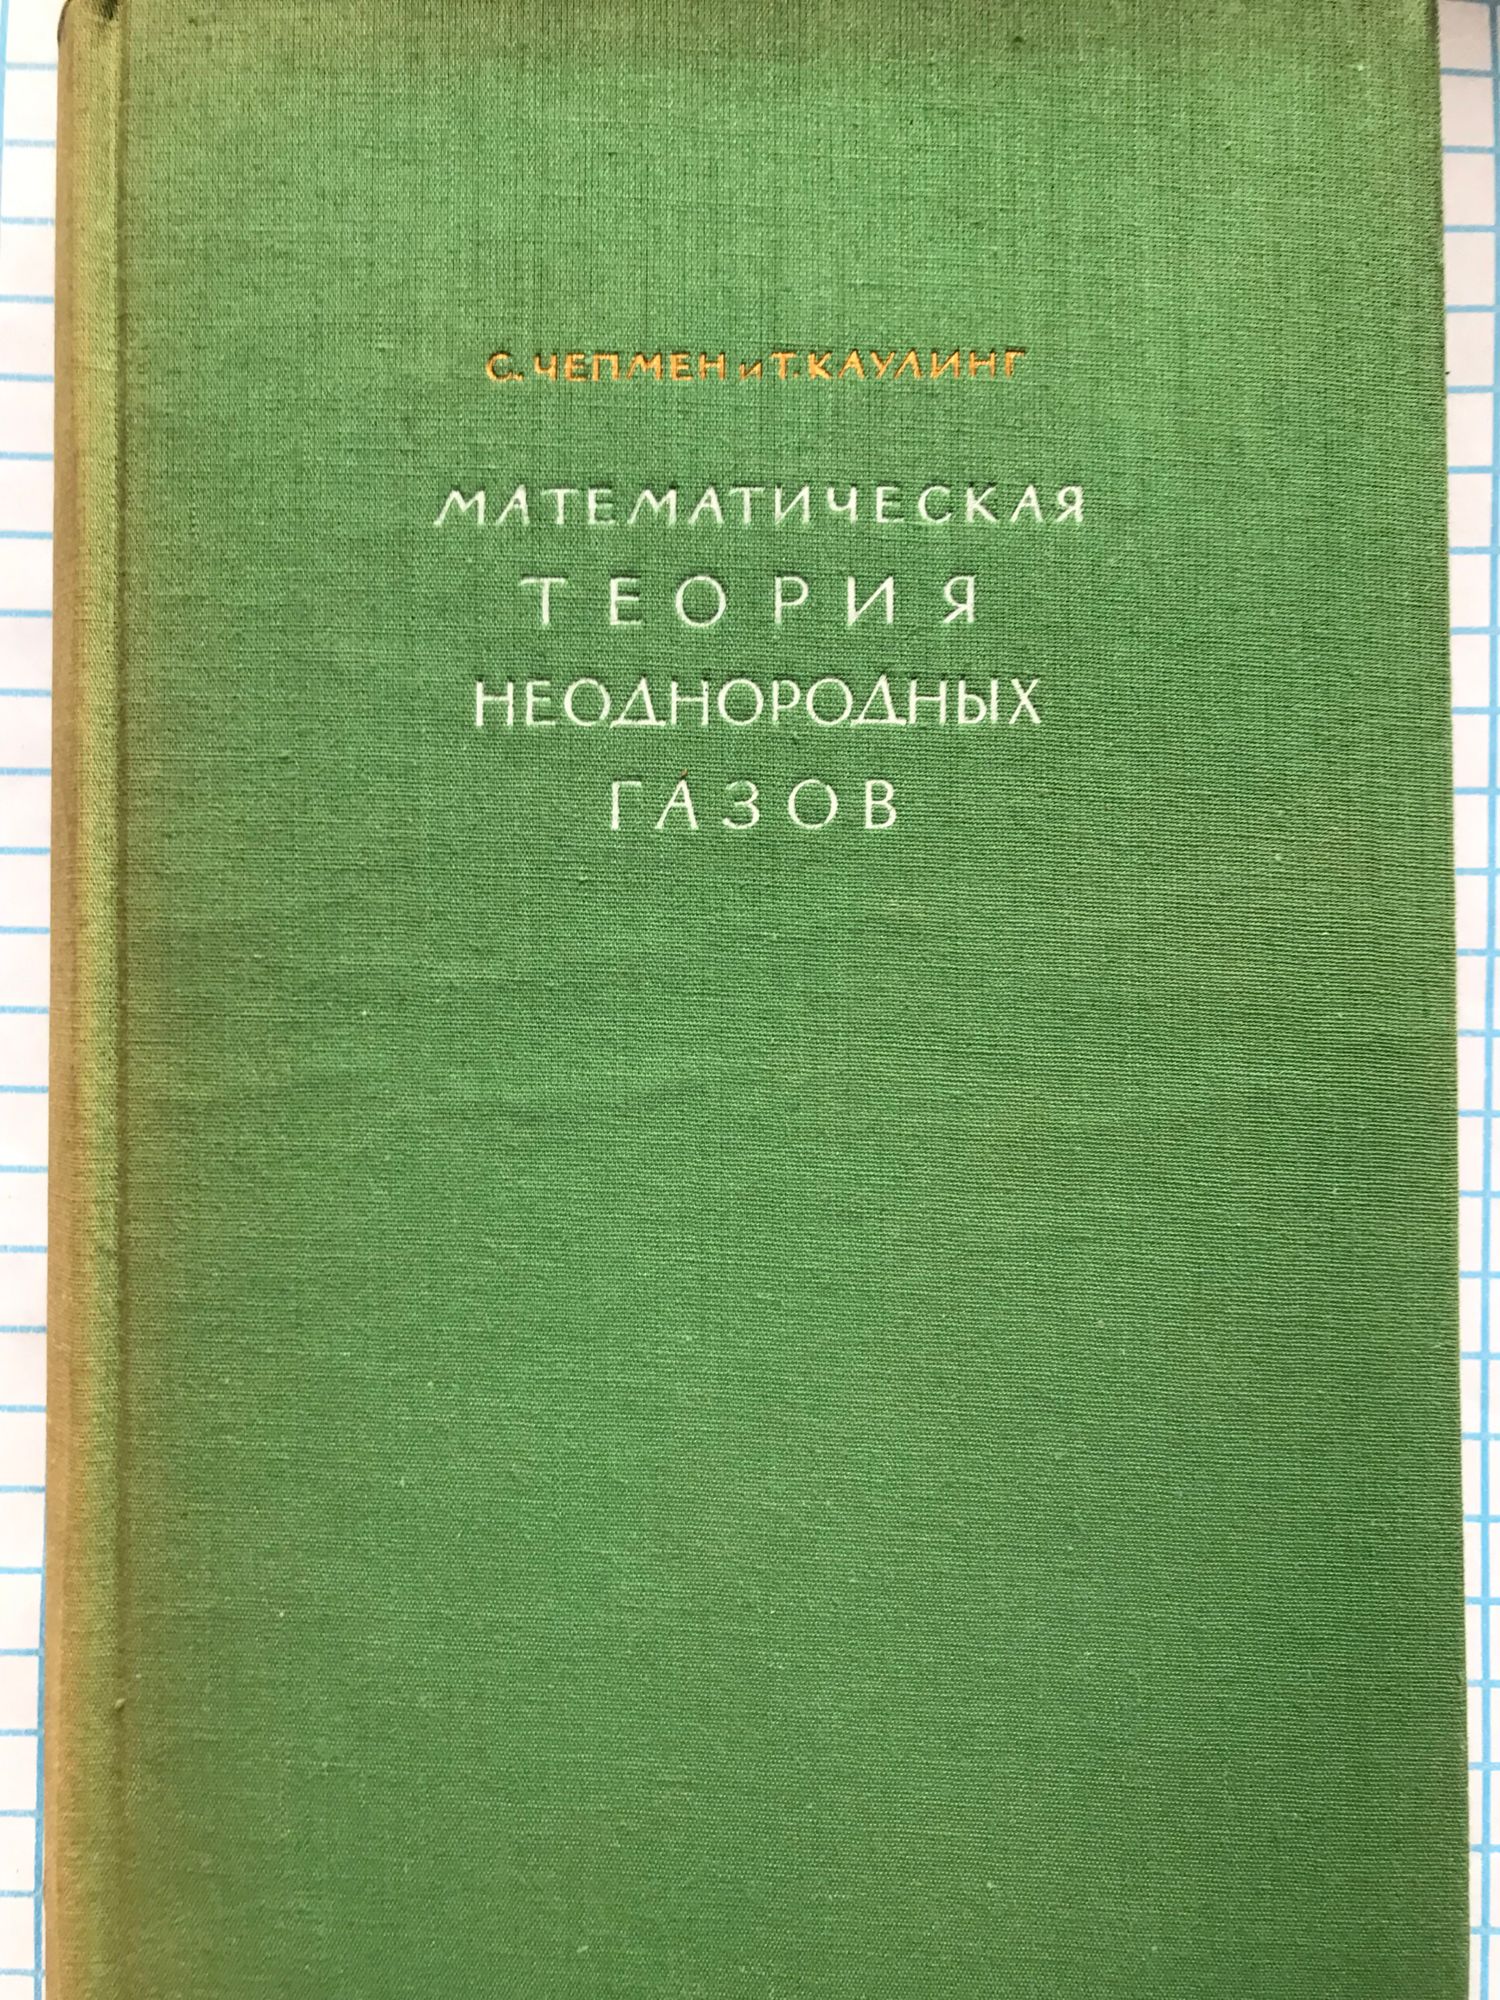 С. ЧЕПМЕН и Т. КАУЛИНГ
МАТЕМАТИЧЕСКАЯ
ТЕОРИЯ
НЕОДНОРОДНЫХ
ГАЗОВ